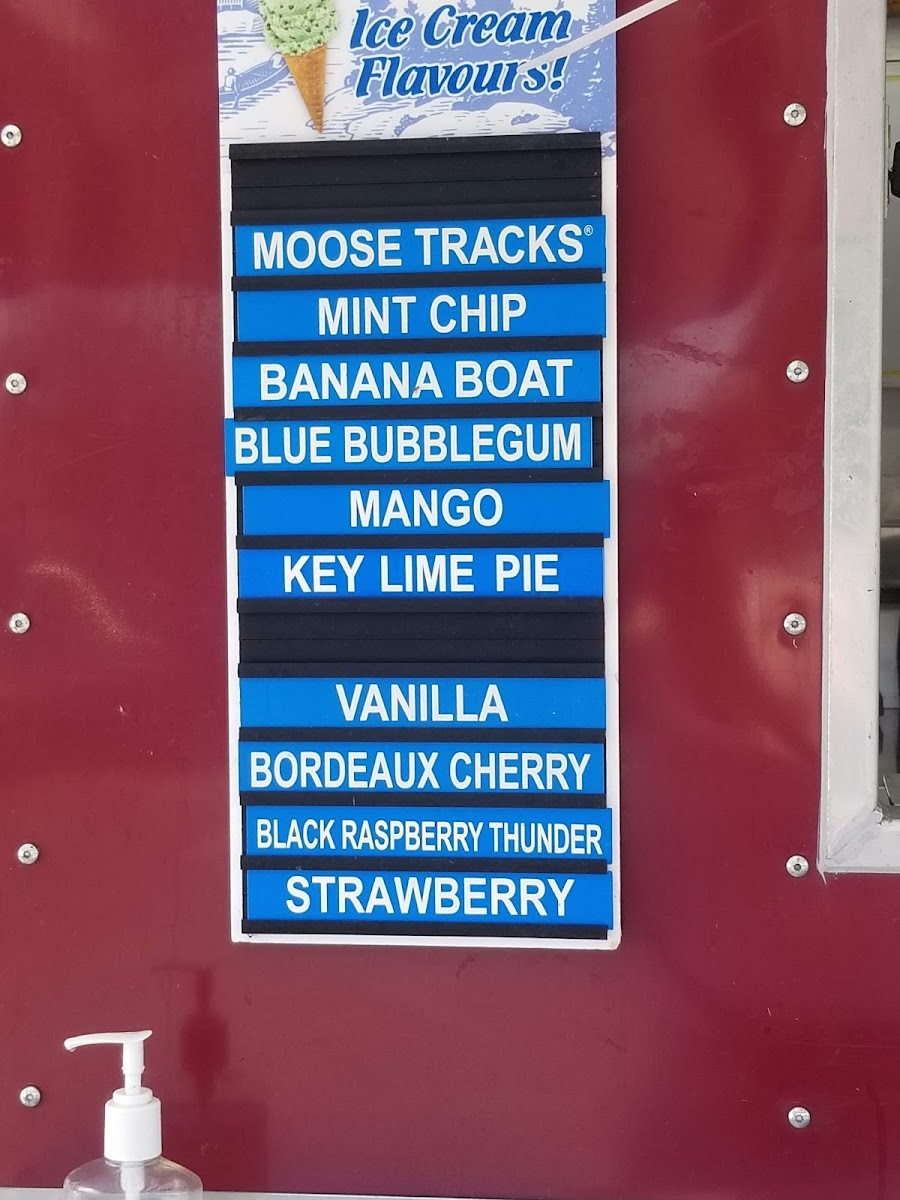 Ice Cream
Flavours!
MOOSE TRACKS®
MINT CHIP
BANANA BOAT
BLUE BUBBLEGUM
MANGO
KEY LIME PIE
VANILLA
BORDEAUX CHERRY
BLACK RASPBERRY THUNDER
STRAWBERRY